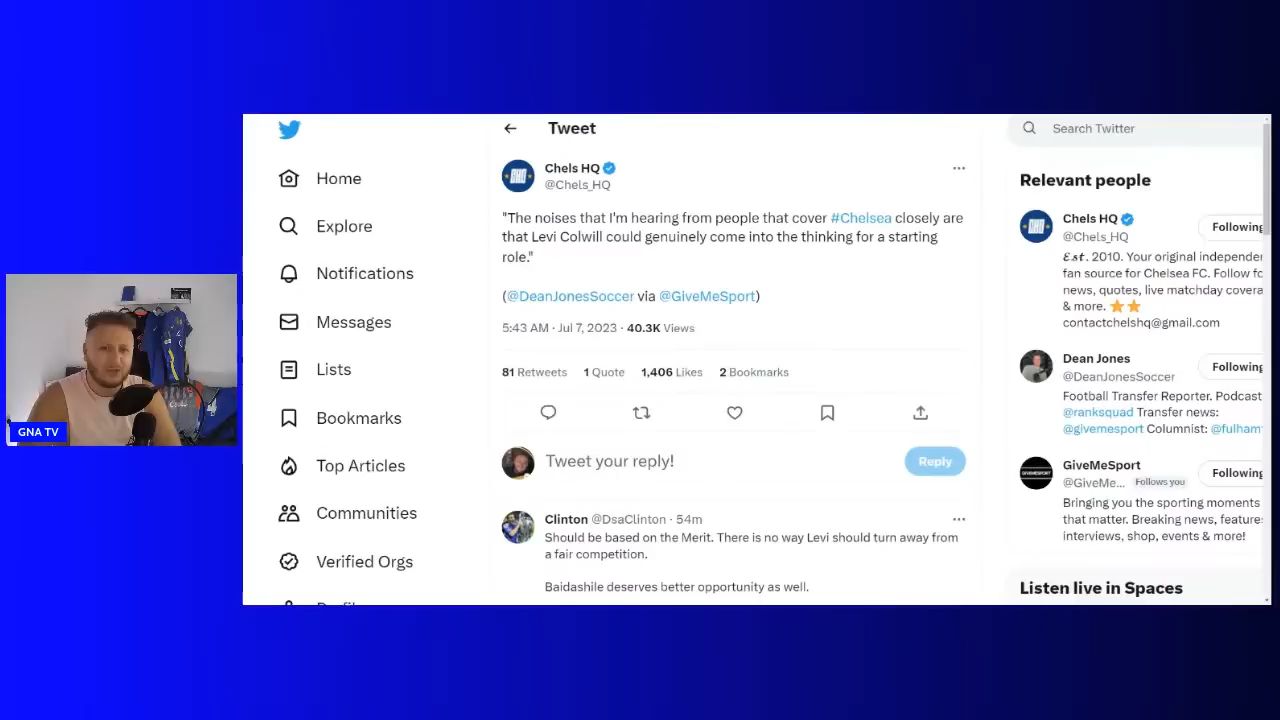 Tweet
Search Twitter
Home
Explore
Notifications
Messages
Lists
Bookmarks
Top Articles
Communities
Verified Orgs
Chels HQ
@Chels_HQ
"The noises that I'm hearing from people that cover #Chelsea closely are
that Levi Colwill could genuinely come into the thinking for a starting
role."
(@DeanJonesSoccer via @GiveMeSport)
5:43 AM · Jul 7, 2023 · 40.3K Views
81 Retweets 1 Quote 1,406 Likes 2 Bookmarks
Tweet your reply!
Reply
Clinton @DsaClinton · 54m
Should be based on the Merit. There is no way Levi should turn away from
a fair competition.
Baidashile deserves better opportunity as well.
Relevant people
Chels HQ
@Chels_HQ
Following
Est. 2010. Your original independen
fan source for Chelsea FC. Follow fo
news, quotes, live matchday covera
& more. ⭐⭐
contactchelshq@gmail.com
Dean Jones
@DeanJonesSoccer
Following
Football Transfer Reporter. Podcast
@ranksquad Transfer news:
@givemesport Columnist: @fulham
GiveMeSport
@GiveMe... Follows you
Following
Bringing you the sporting moments
that matter. Breaking news, feature
interviews, shop, events & more!
Listen live in Spaces
GNA TV